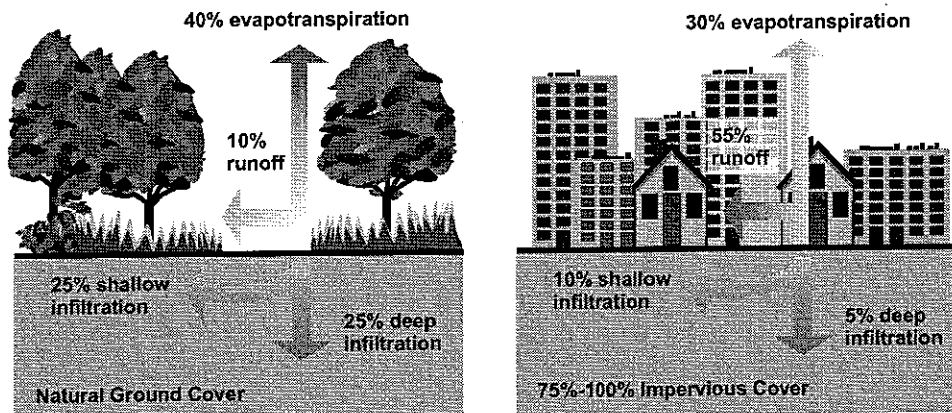 40% evapotranspiration
10%
runoff
25% shallow
infiltration
25% deep
infiltration
Natural Ground Cover
30% evapotranspiration
55%
runoff
10% shallow
infiltration
5% deep
infiltration
75%-100% Impervious Cover